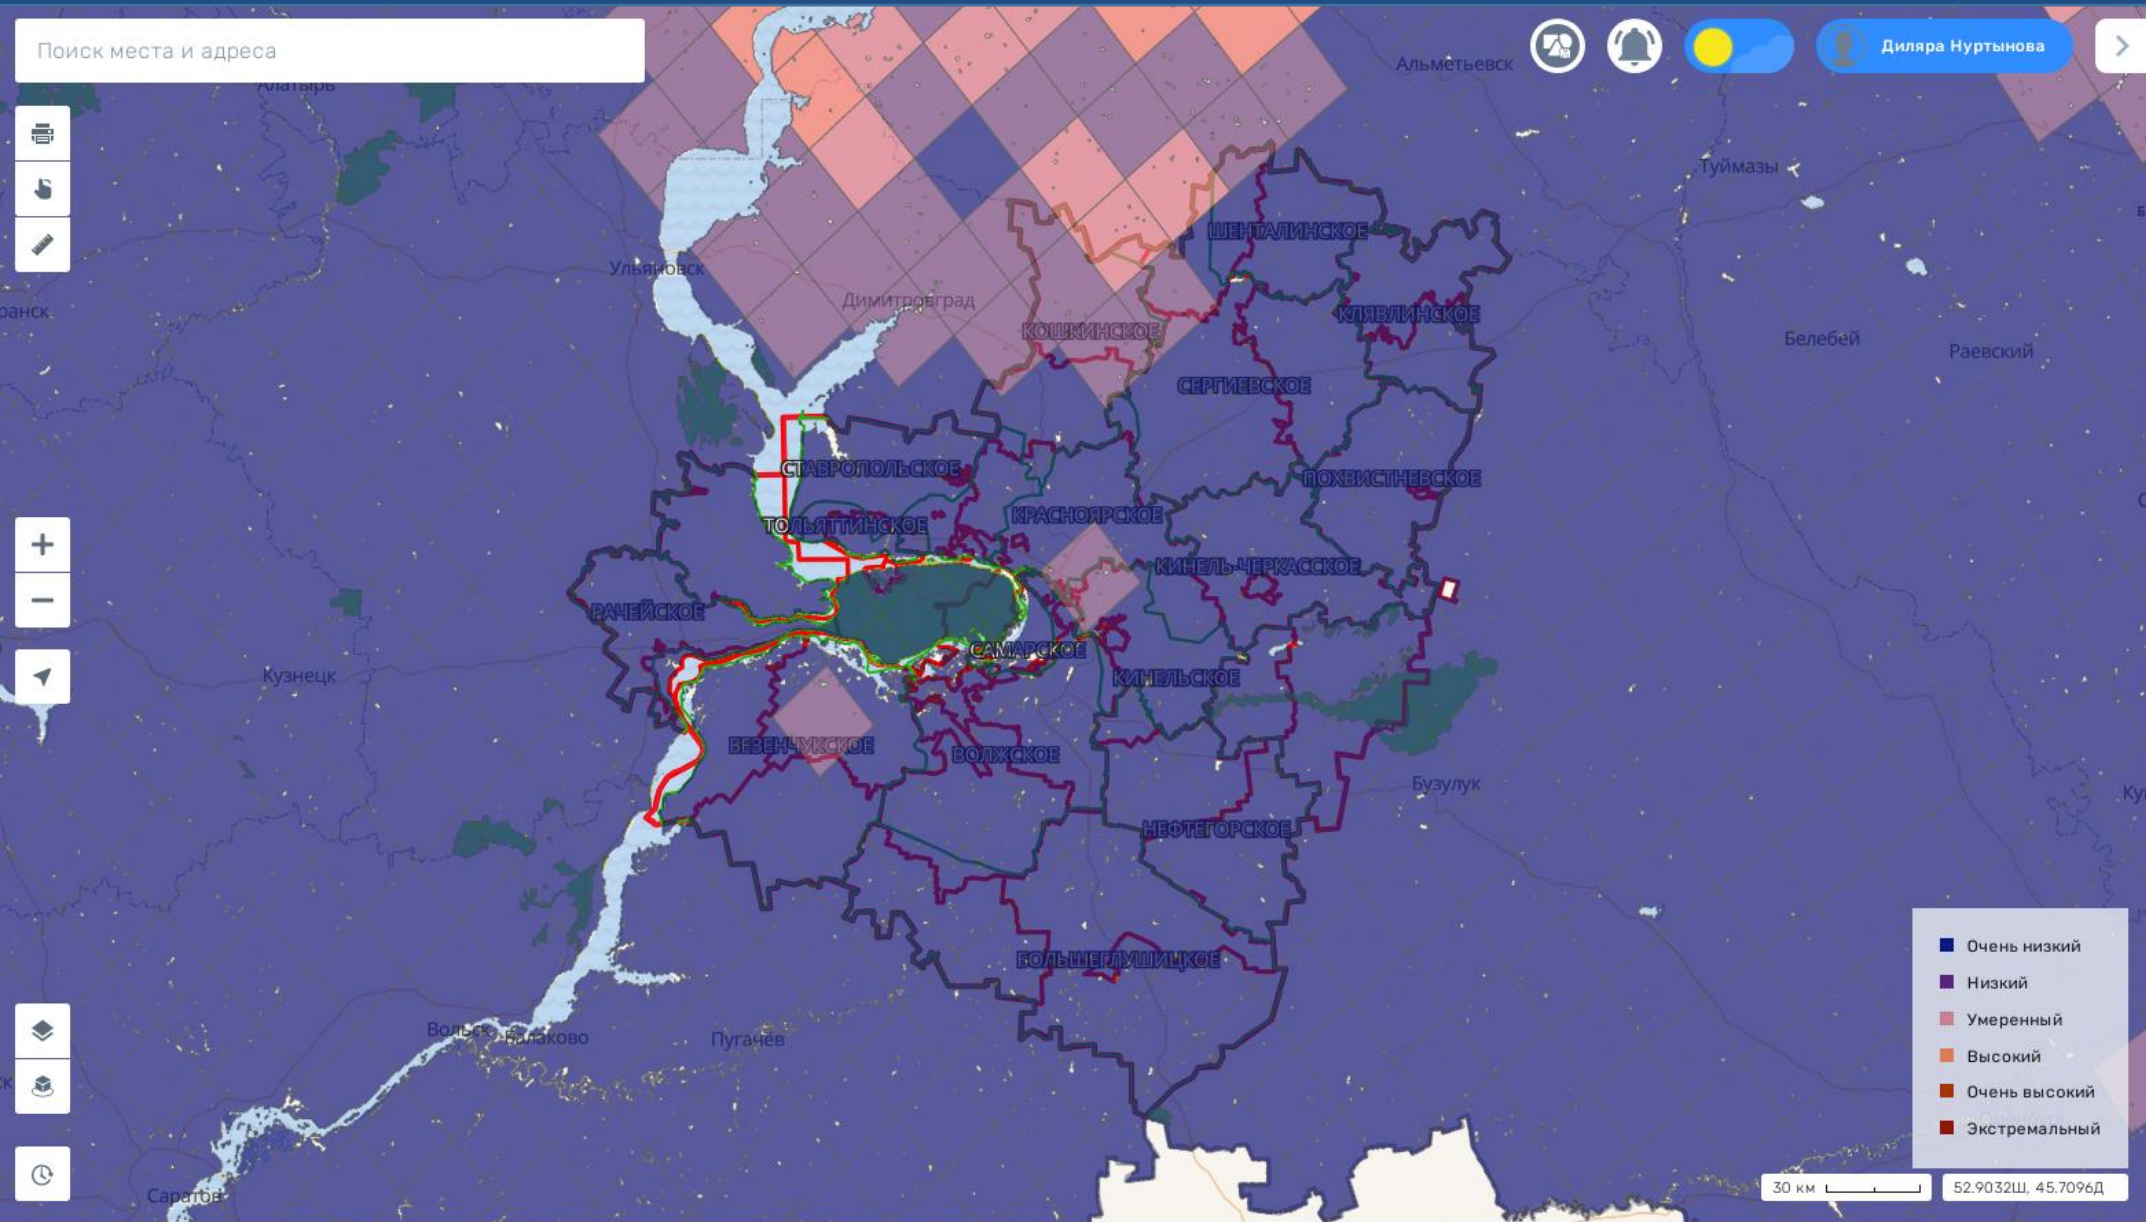 Поиск места и адреса
Диляра Нуртынова
Альметьевск
Алатырь
Туймазы
ШЕНТАЛИНСКОЕ
Ульяновск
Димитровград
КОШКИНСКОЕ
КЛЯВЛИНСКОЕ
Белебей
Раевский
СЕРГИЕВСКОЕ
СТАВРОПОЛЬСКОЕ
ПОХВИСТНЕВСКОЕ
ТОЛЬЯТТИНСКОЕ
КРАСНОЯРСКОЕ
КИНЕЛЬ-ЧЕРКАССКОЕ
РАЧЕЙСКОЕ
САМАРСКОЕ
Кузнецк
КИНЕЛЬСКОЕ
БЕЗЕНЧУКСКОЕ
ВОЛЖСКОЕ
Бузулук
НЕФТЕГОРСКОЕ
БОЛЬШЕГЛУШИЦКОЕ
Вольск
Балаково
Пугачёв
Саратов
Очень низкий
Низкий
Умеренный
Высокий
Очень высокий
Экстремальный
30 км
52.9032Ш, 45.7096Д